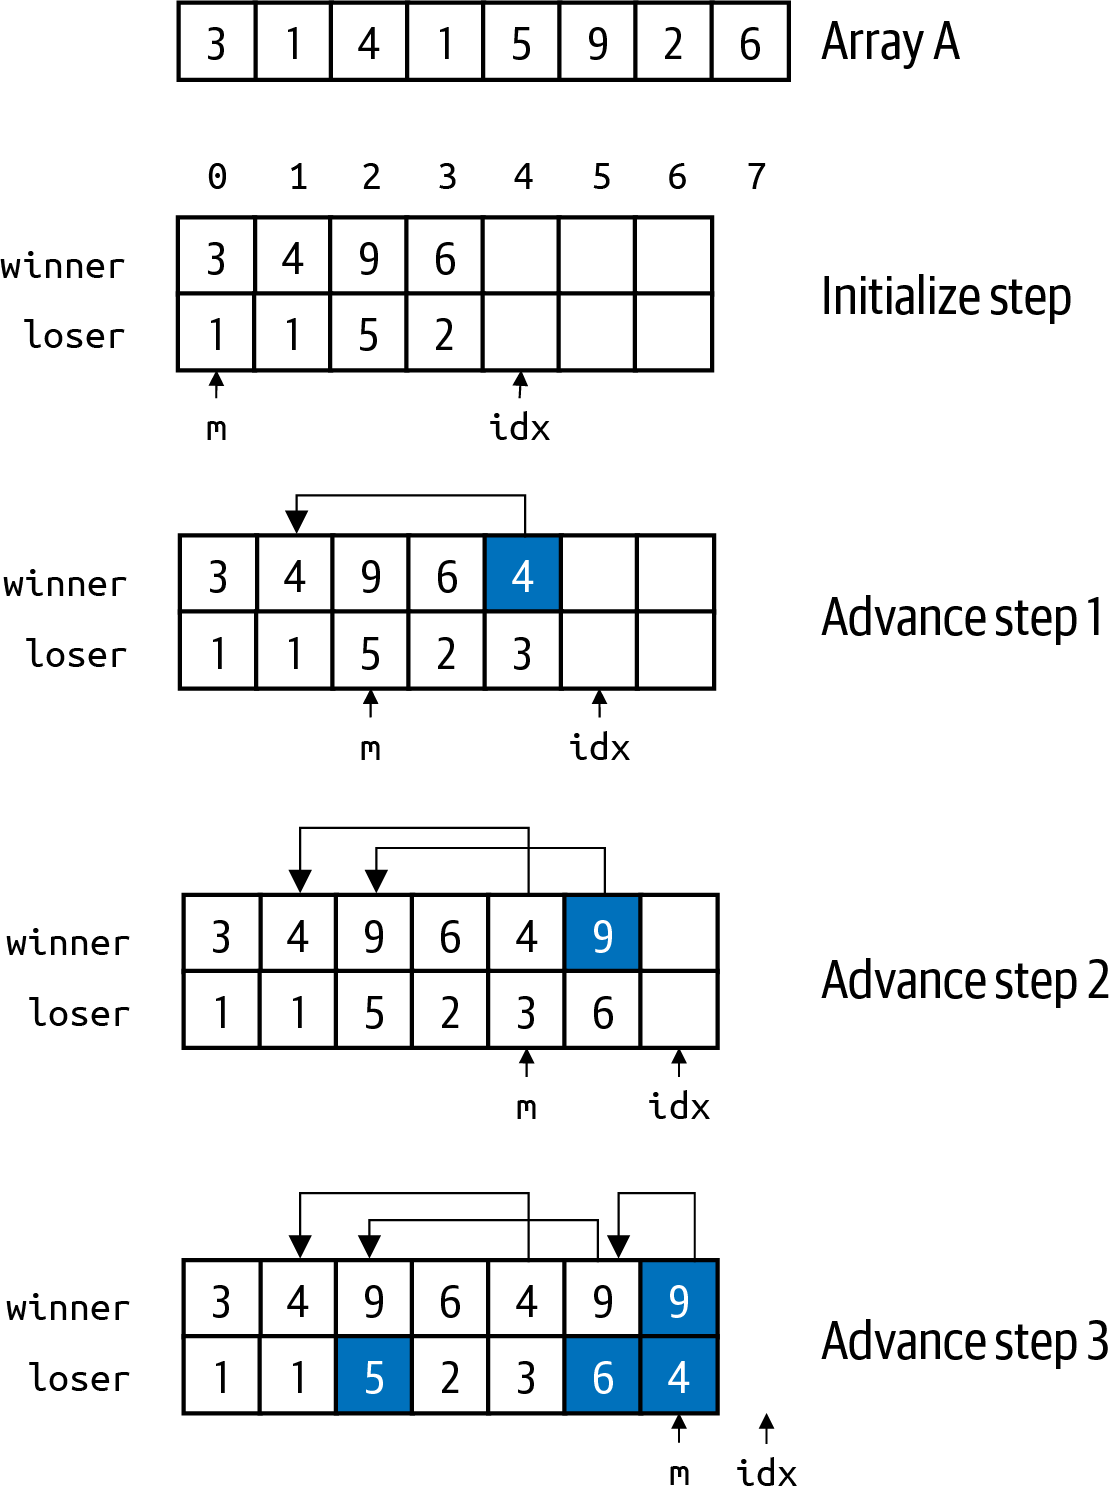 3 1 4 1 5 9 2 6 Array A
0 1 2 3 4 5 6 7
winner 3 4 9 6
Initialize step
loser 1 1 5 2
m idx
winner 3 4 9 6 4
Advance step 1
loser 1 1 5 2 3
m idx
winner 3 4 9 6 4 9
Advance step 2
loser 1 1 5 2 3 6
m idx
winner 3 4 9 6 4 9 9
Advance step 3
loser 1 1 5 2 3 6 4
m idx